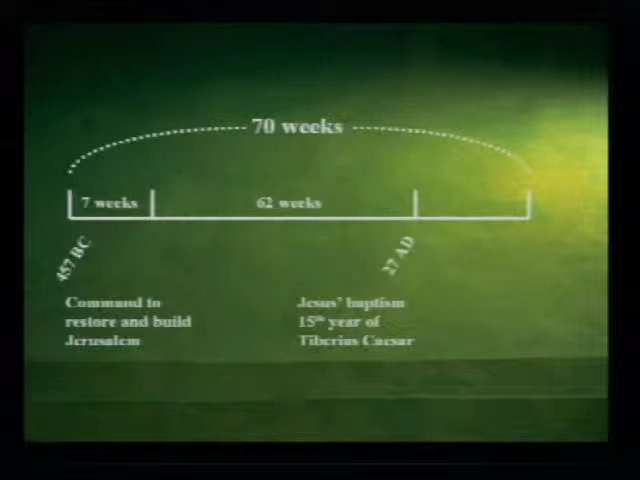 70 weeks
7 weeks
62 weeks
457 BC
27 AD
Command to
restore and build
Jerusalem
Jesus' baptism
15th year of
Tiberius Caesar